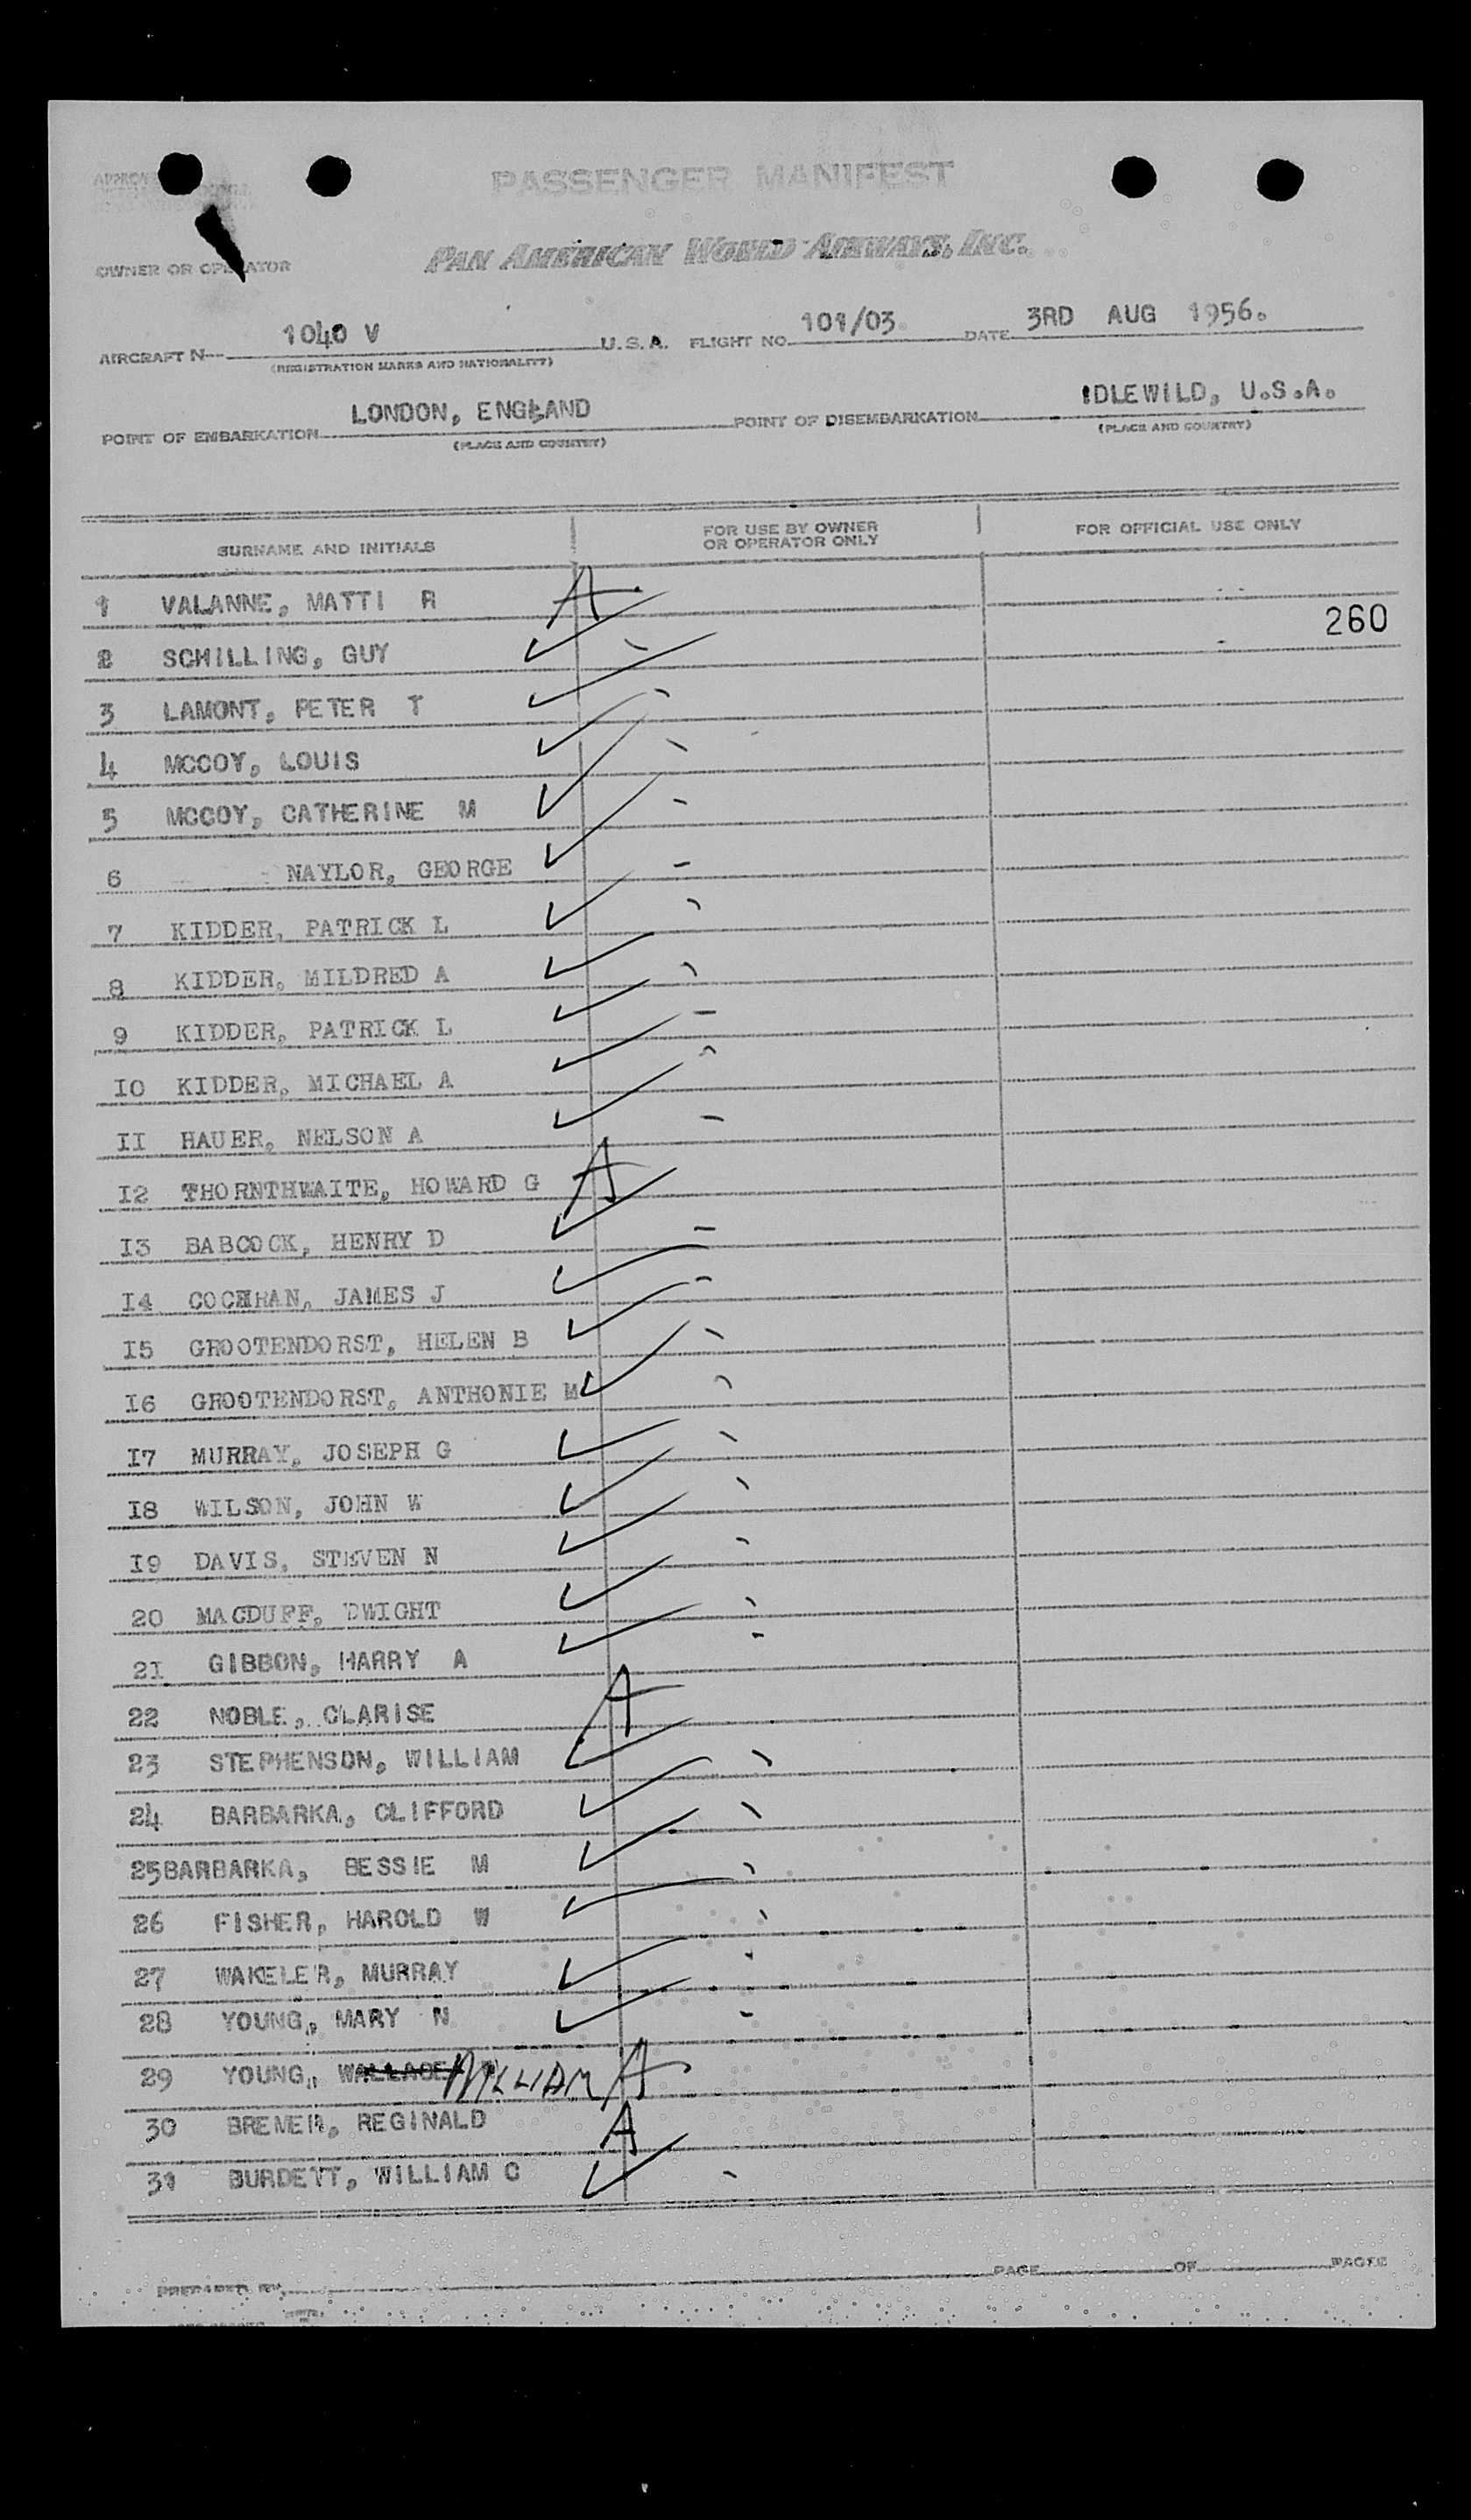 PASSENGER MANIFEST
OWNER OR OPERATOR PAN AMERICAN WORLD AIRWAYS, INC.
AIRCRAFT N 1040 V U.S.A. FLIGHT NO. 101/03. DATE 3RD AUG 1956.
(REGISTRATION MARKS AND NATIONALITY)
POINT OF EMBARKATION LONDON, ENGLAND POINT OF DISEMBARKATION IDLEWILD, U.S.A.
(PLACE AND COUNTRY) (PLACE AND COUNTRY)
SURNAME AND INITIALS FOR USE BY OWNER OR OPERATOR ONLY FOR OFFICIAL USE ONLY
1 VALANNE, MATTI R A
260
2 SCHILLING, GUY
3 LAMONT, PETER T
4 MCCOY, LOUIS
5 MCCOY, CATHERINE M
6 NAYLOR, GEORGE
7 KIDDER, PATRICK L
8 KIDDER, MILDRED A
9 KIDDER, PATRICK L
10 KIDDER, MICHAEL A
11 HAUER, NELSON A
12 THORNTHWAITE, HOWARD G A
13 BABCOCK, HENRY D
14 COCHRAN, JAMES J
15 GROOTENDORST, HELEN B
16 GROOTENDORST, ANTHONIE M
17 MURRAY, JOSEPH G
18 WILSON, JOHN W
19 DAVIS, STEVEN N
20 MACDUFF, DWIGHT
21 GIBBON, HARRY A
22 NOBLE, CLARISE A
23 STEPHENSON, WILLIAM
24 BARBARKA, CLIFFORD
25 BARBARKA, BESSIE M
26 FISHER, HAROLD W
27 WAKELER, MURRAY
28 YOUNG, MARY N
29 YOUNG, WALLACE WILLIAM A
30 BREMER, REGINALD A
31 BURDETT, WILLIAM C
PAGE OF PAGES
PREPARED BY